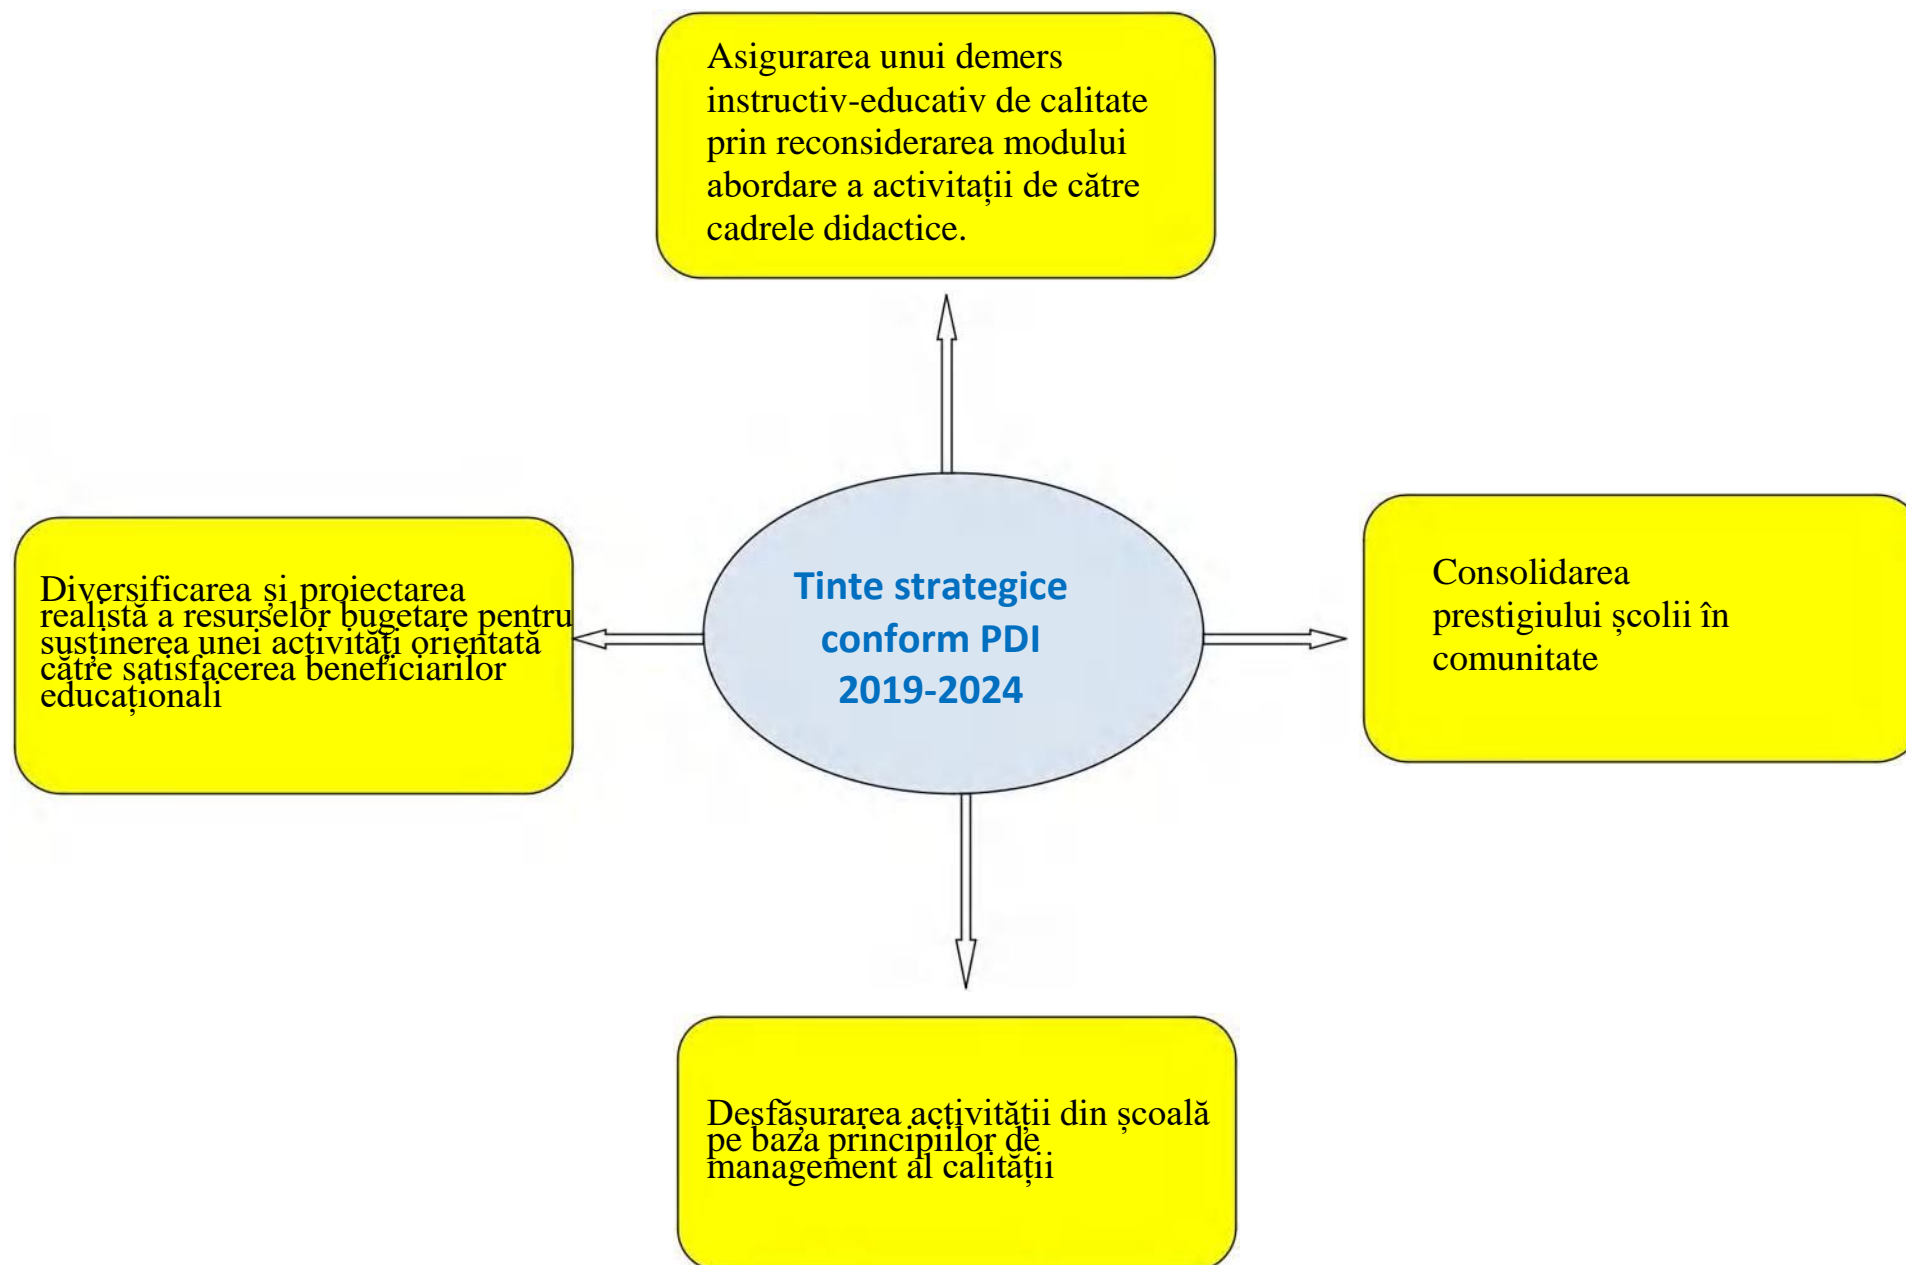 Asigurarea unui demers
instructiv-educativ de calitate
prin reconsiderarea modului
abordare a activitații de către
cadrele didactice.
Diversificarea și proiectarea
realistă a resurselor bugetare pentru
susținerea unei activități orientată
către satisfacerea beneficiarilor
educaționali
Tinte strategice
conform PDI
2019-2024
Consolidarea
prestigiului școlii în
comunitate
Desfășurarea activității din școală
pe baza principiilor de
management al calității